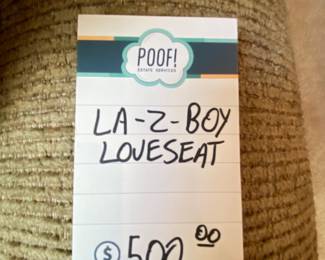 POOF!
ESTATE SERVICES
LA-Z-BOY
LOVESEAT
$ 500 00